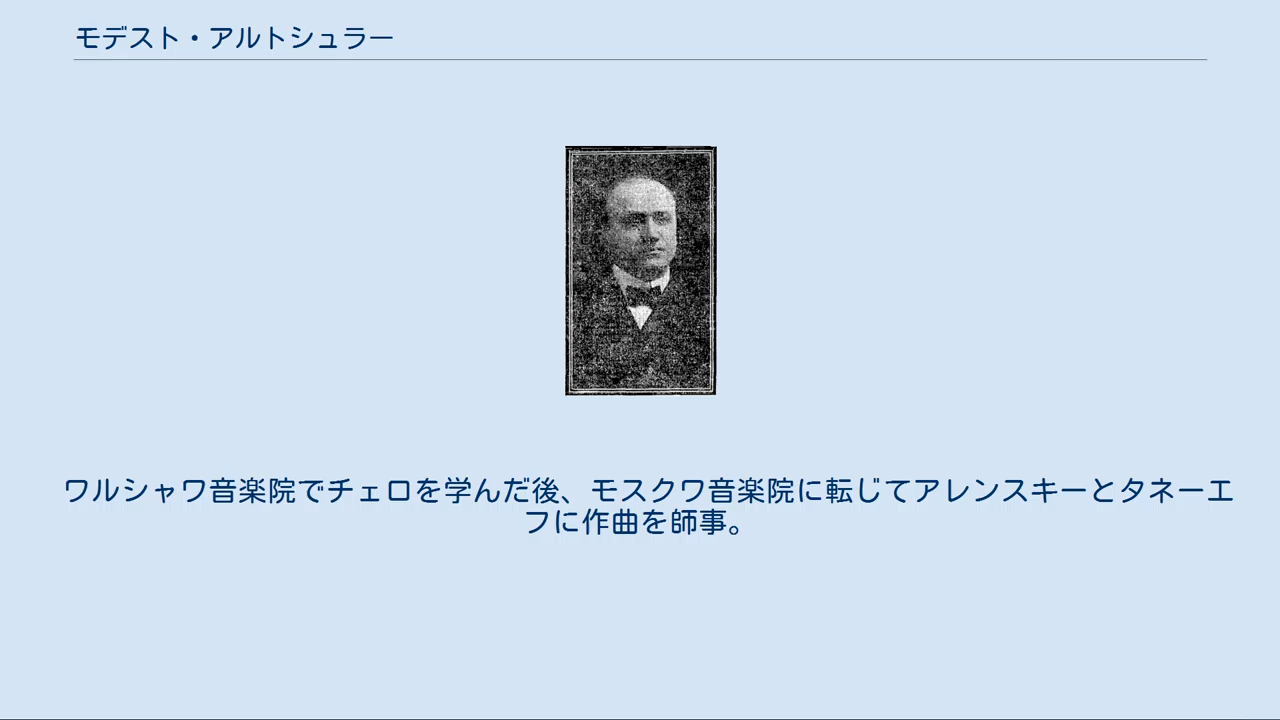 モデスト・アルトシュラー
ワルシャワ音楽院でチェロを学んだ後、モスクワ音楽院に転じてアレンスキーとタネーエ
フに作曲を師事。